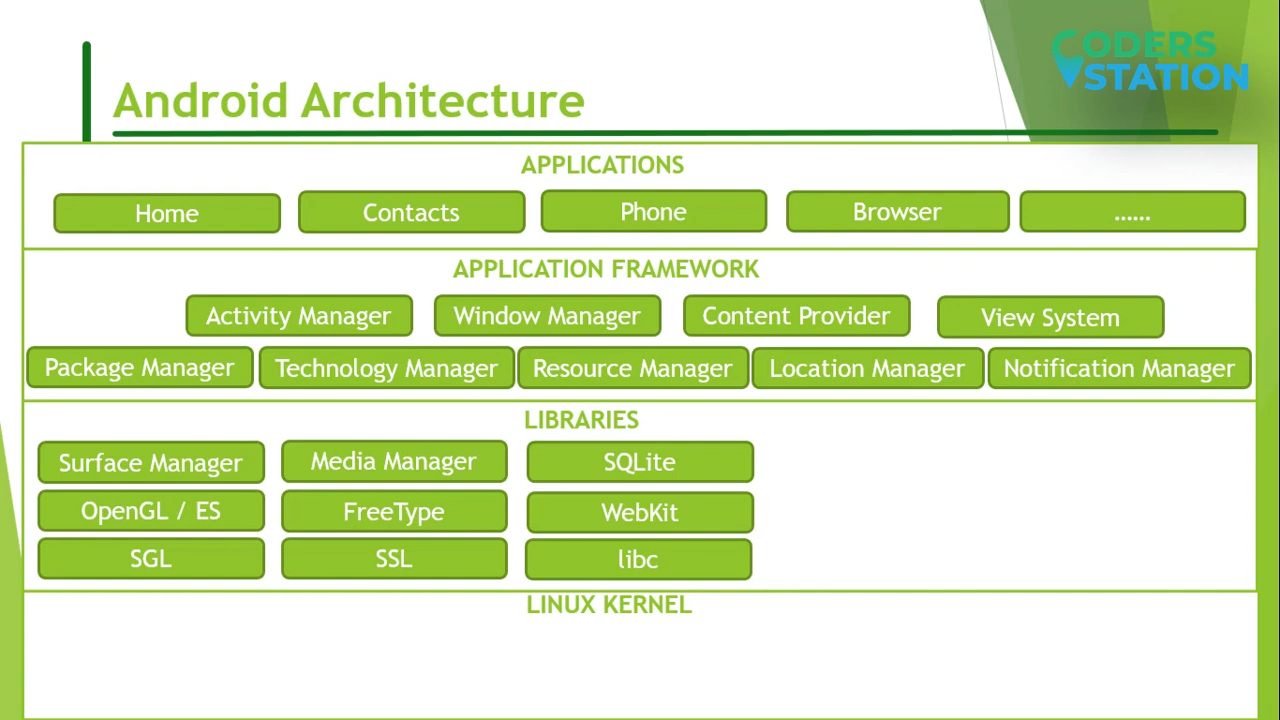 CODERS
STATION
Android Architecture
APPLICATIONS
Home Contacts Phone Browser ......
APPLICATION FRAMEWORK
Activity Manager Window Manager Content Provider View System
Package Manager Technology Manager Resource Manager Location Manager Notification Manager
LIBRARIES
Surface Manager Media Manager SQLite
OpenGL / ES FreeType WebKit
SGL SSL libc
LINUX KERNEL